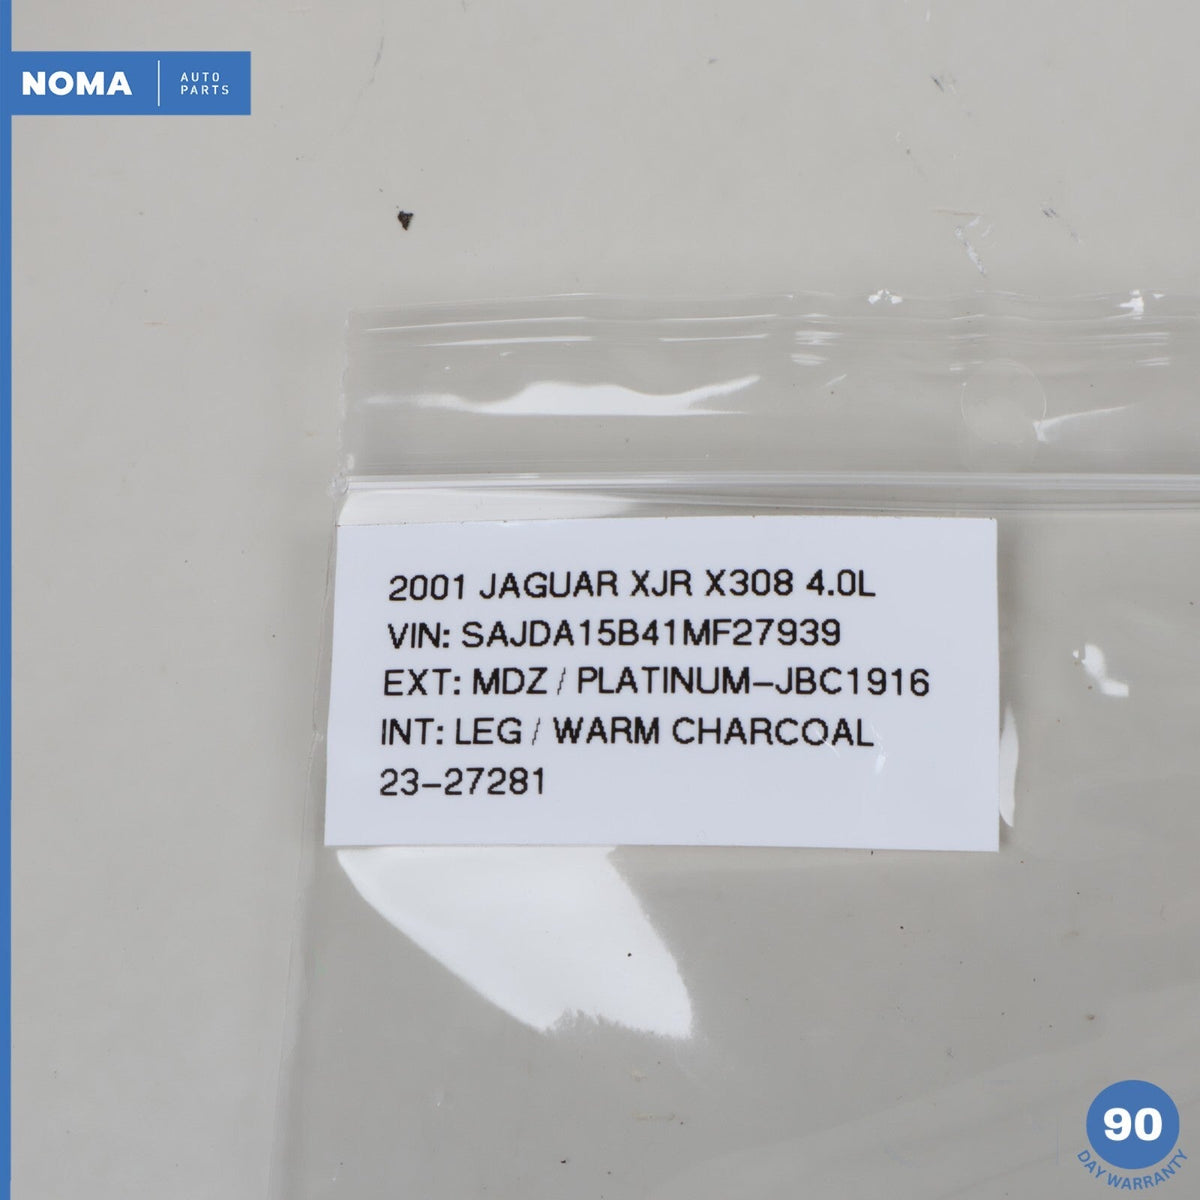 NOMA
AUTO
PARTS
2001 JAGUAR XJR X308 4.0L
VIN: SAJDA15B41MF27939
EXT: MDZ / PLATINUM-JBC1916
INT: LEG / WARM CHARCOAL
23-27281
90
DAY WARRANTY